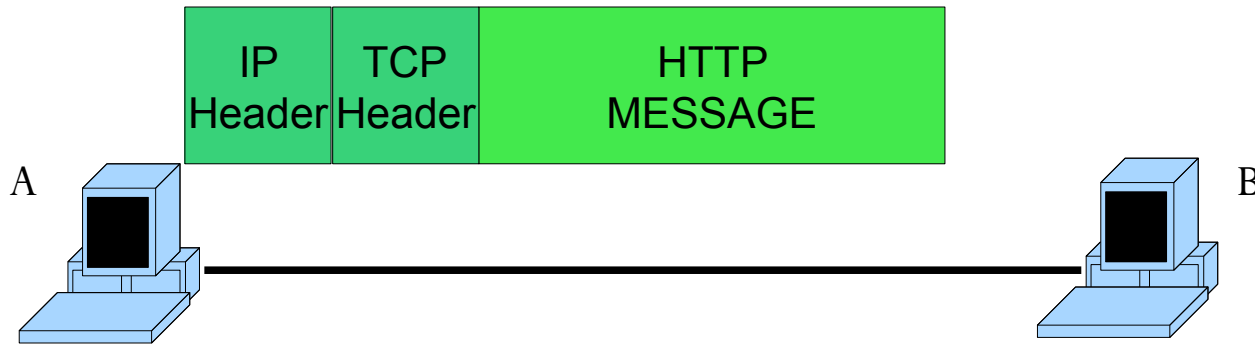 IP
Header
TCP
Header
HTTP
MESSAGE
A
B